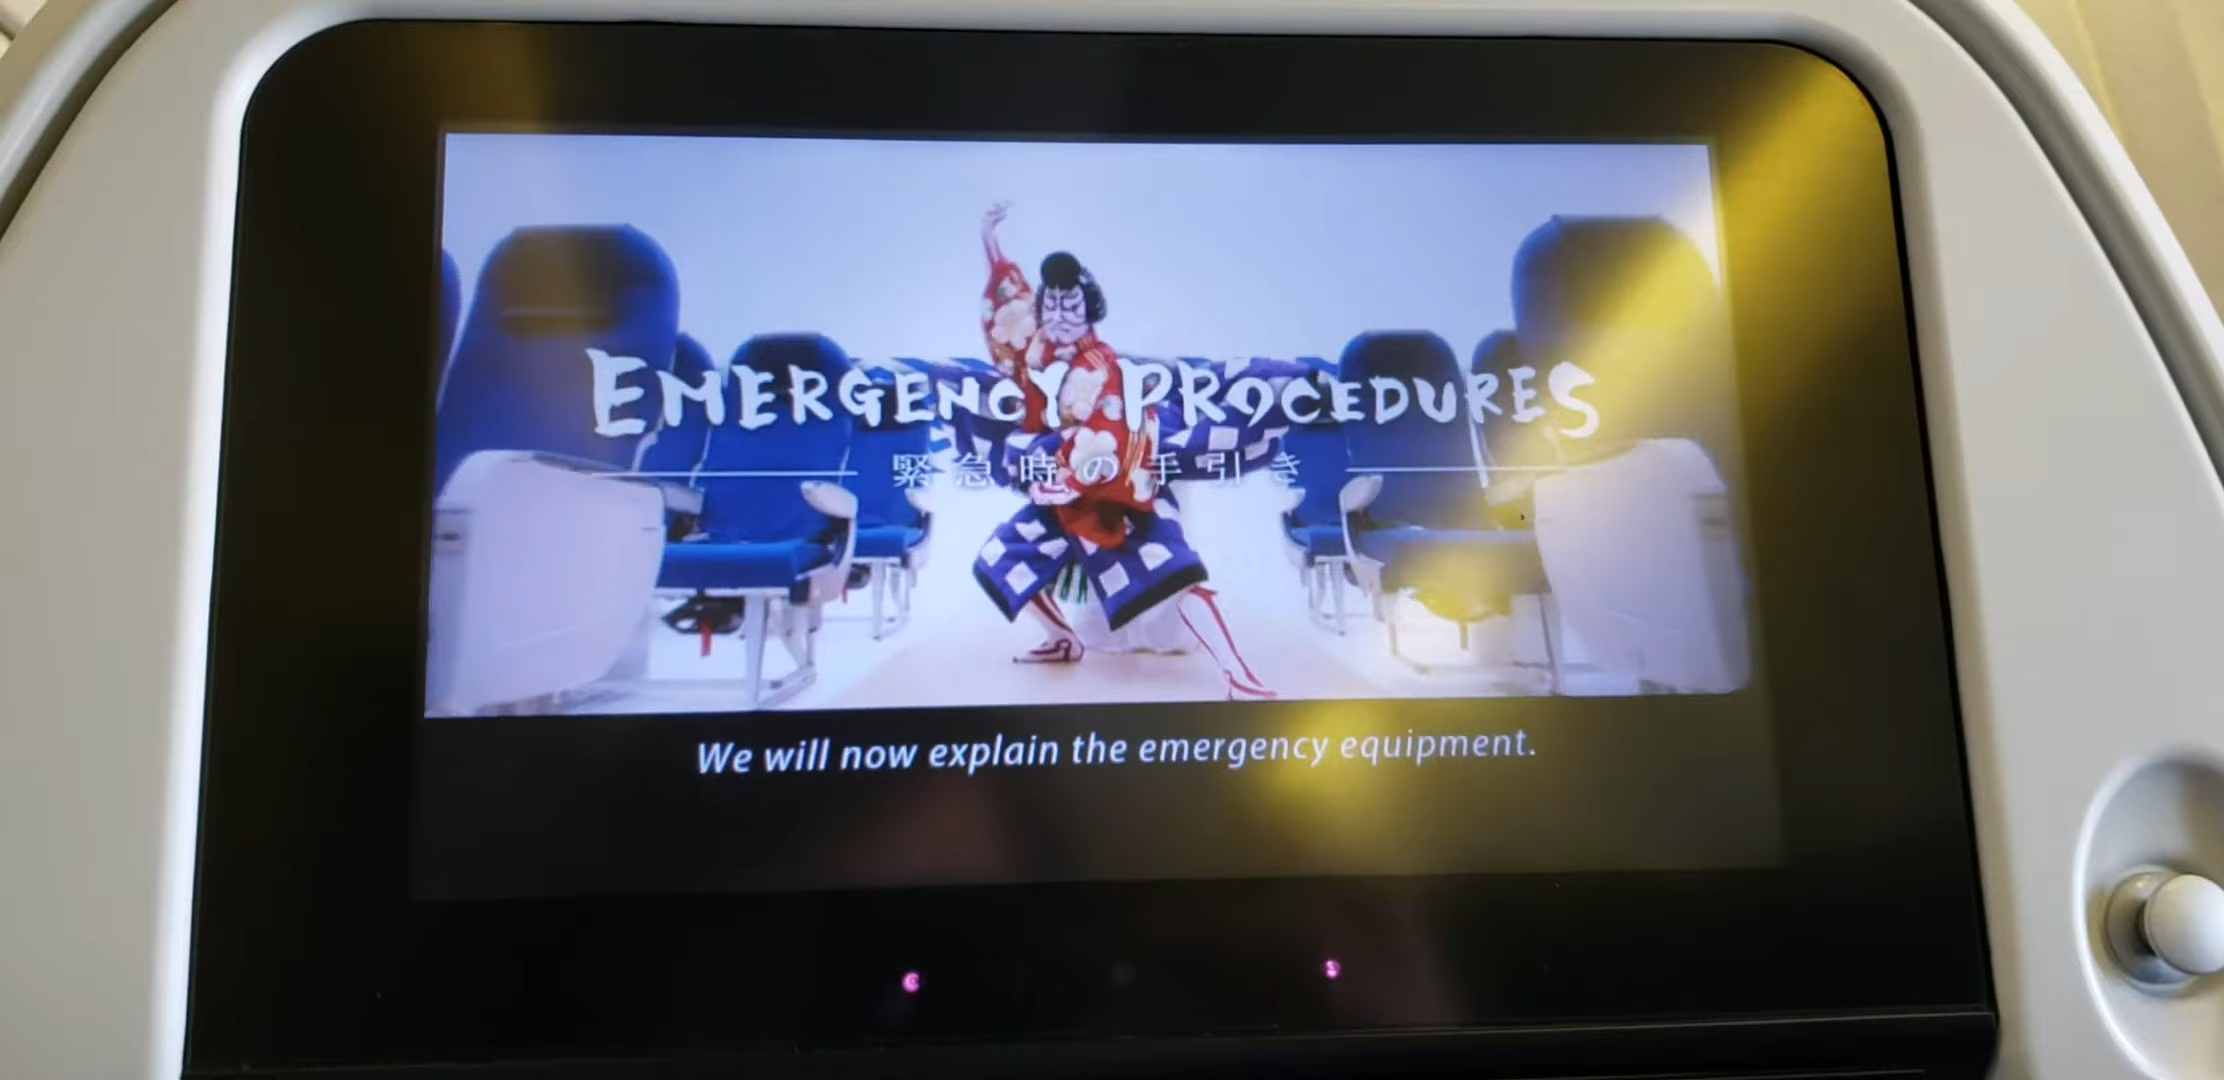 EMERGENCY PROCEDURES
緊急時の手引き
We will now explain the emergency equipment.